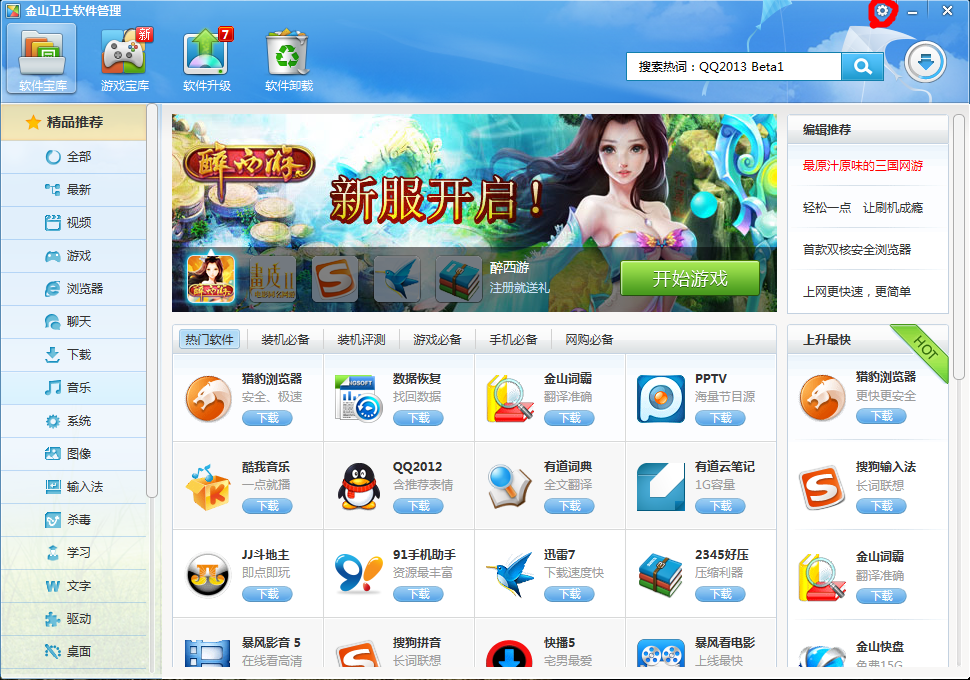 金山卫士软件管理
软件宝库
游戏宝库
新
软件升级
7
软件卸载
搜索热词：QQ2013 Beta1
精品推荐
全部
最新
视频
游戏
浏览器
聊天
下载
音乐
系统
图像
输入法
杀毒
学习
文字
驱动
桌面
醉西游
新服开启！
醉西游
醉西游
注册就送礼
开始游戏
热门软件
装机必备
装机评测
游戏必备
手机必备
网购必备
猎豹浏览器
安全、极速
下载
数据恢复
找回数据
下载
金山词霸
翻译准确
下载
PPTV
海量节目源
下载
酷我音乐
一点就播
下载
QQ2012
含推荐表情
下载
有道词典
全文翻译
下载
有道云笔记
1G容量
下载
JJ斗地主
即点即玩
下载
91手机助手
资源最丰富
下载
迅雷7
下载速度快
下载
2345好压
压缩利器
下载
暴风影音 5
在线看高清
搜狗拼音
长词联想
快播5
宅男最爱
暴风看电影
上线最快
编辑推荐
最原汁原味的三国网游
轻松一点 让刷机成瘾
首款双核安全浏览器
上网更快速，更简单
上升最快
HOT
猎豹浏览器
更快更安全
下载
搜狗输入法
长词联想
下载
金山词霸
翻译准确
下载
金山快盘
免费15G